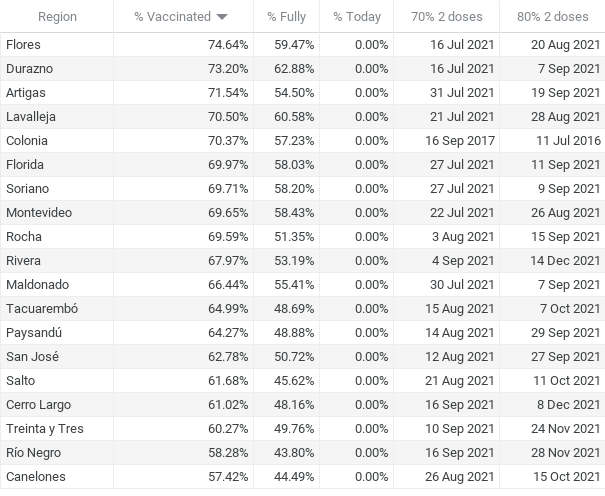 Region % Vaccinated % Fully % Today 70% 2 doses 80% 2 doses
Flores 74.64% 59.47% 0.00% 16 Jul 2021 20 Aug 2021
Durazno 73.20% 62.88% 0.00% 16 Jul 2021 7 Sep 2021
Artigas 71.54% 54.50% 0.00% 31 Jul 2021 19 Sep 2021
Lavalleja 70.50% 60.58% 0.00% 21 Jul 2021 28 Aug 2021
Colonia 70.37% 57.23% 0.00% 16 Sep 2017 11 Jul 2016
Florida 69.97% 58.03% 0.00% 27 Jul 2021 11 Sep 2021
Soriano 69.71% 58.20% 0.00% 27 Jul 2021 9 Sep 2021
Montevideo 69.65% 58.43% 0.00% 22 Jul 2021 26 Aug 2021
Rocha 69.59% 51.35% 0.00% 3 Aug 2021 15 Sep 2021
Rivera 67.97% 53.19% 0.00% 4 Sep 2021 14 Dec 2021
Maldonado 66.44% 55.41% 0.00% 30 Jul 2021 7 Sep 2021
Tacuarembó 64.99% 48.69% 0.00% 15 Aug 2021 7 Oct 2021
Paysandú 64.27% 48.88% 0.00% 14 Aug 2021 29 Sep 2021
San José 62.78% 50.72% 0.00% 12 Aug 2021 27 Sep 2021
Salto 61.68% 45.62% 0.00% 21 Aug 2021 11 Oct 2021
Cerro Largo 61.02% 48.16% 0.00% 16 Sep 2021 8 Dec 2021
Treinta y Tres 60.27% 49.76% 0.00% 10 Sep 2021 24 Nov 2021
Río Negro 58.28% 43.80% 0.00% 16 Sep 2021 28 Nov 2021
Canelones 57.42% 44.49% 0.00% 26 Aug 2021 15 Oct 2021